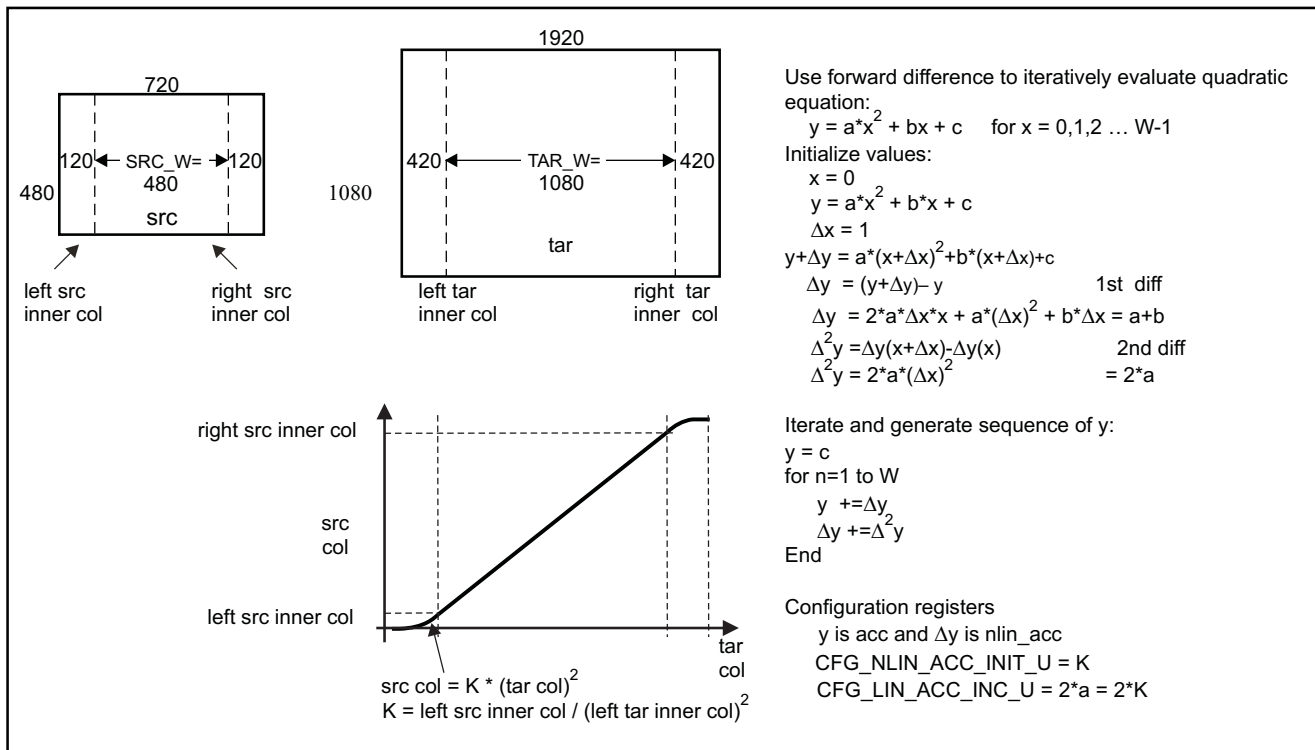 720
120
SRC_W=
480
120
480
src
left src
inner col
right src
inner col
1920
420
TAR_W=
1080
420
1080
tar
left tar
inner col
right tar
inner col
right src inner col
src
col
left src inner col
tar
col
src col = K * (tar col)²
K = left src inner col / (left tar inner col)²
Use forward difference to iteratively evaluate quadratic
equation:
y = a*x² + bx + c for x = 0,1,2 … W-1
Initialize values:
x = 0
y = a*x² + b*x + c
Δx = 1
y+Δy = a*(x+Δx)²+b*(x+Δx)+c
Δy = (y+Δy)– y 1st diff
Δy = 2*a*Δx*x + a*(Δx)² + b*Δx = a+b
Δ²y =Δy(x+Δx)-Δy(x) 2nd diff
Δ²y = 2*a*(Δx)² = 2*a
Iterate and generate sequence of y:
y = c
for n=1 to W
y +=Δy
Δy +=Δ²y
End
Configuration registers
y is acc and Δy is nlin_acc
CFG_NLIN_ACC_INIT_U = K
CFG_LIN_ACC_INC_U = 2*a = 2*K